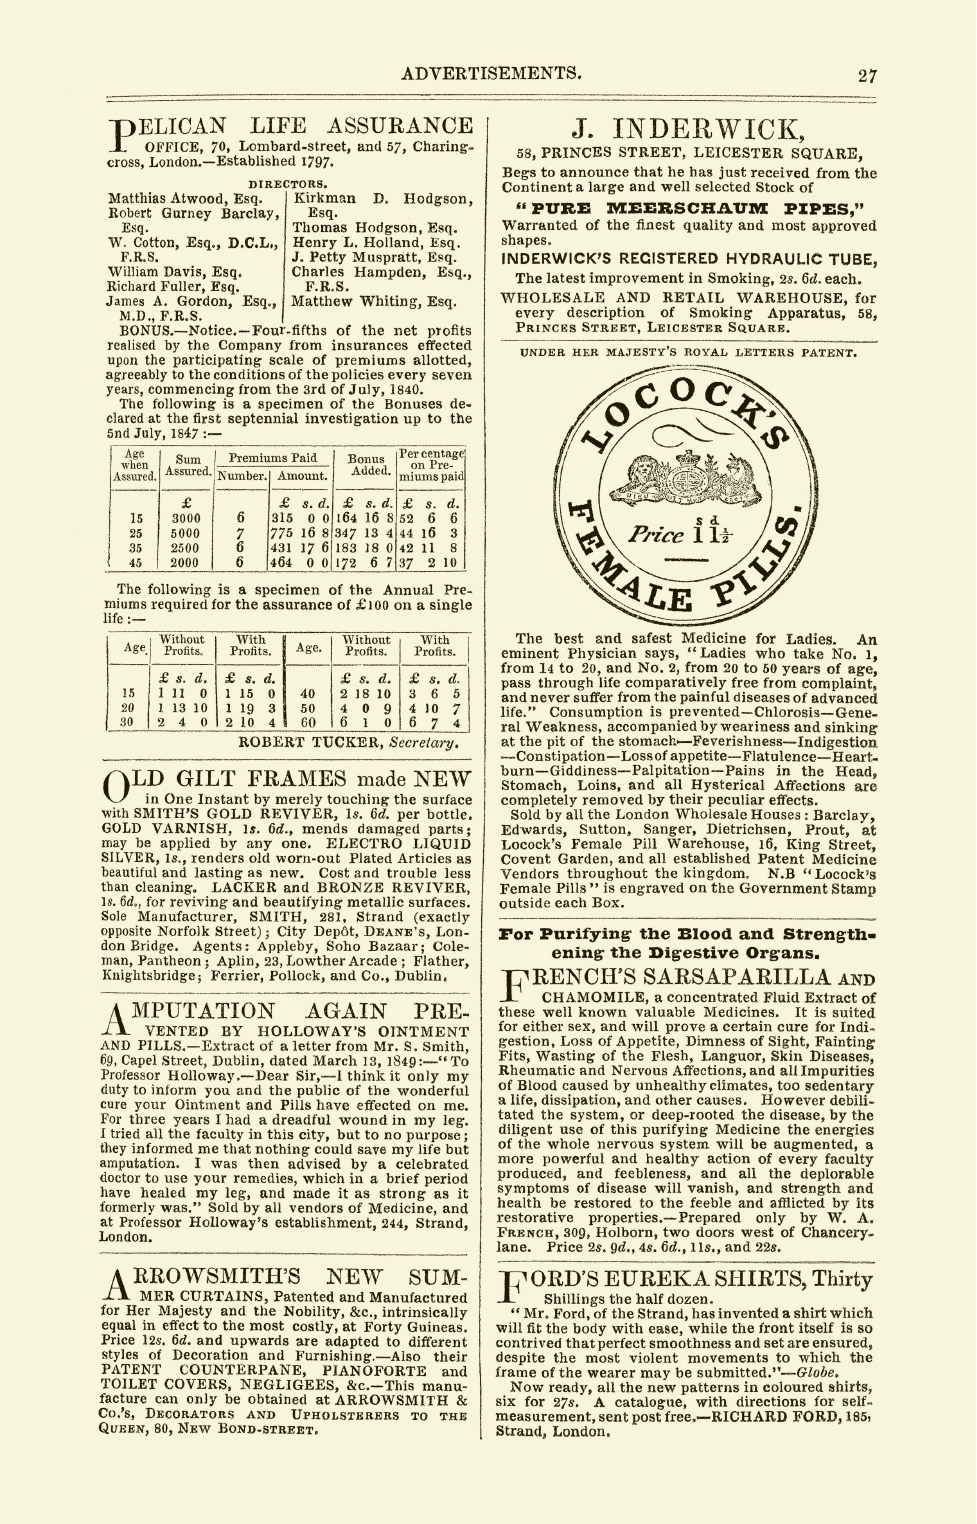 ADVERTISEMENTS. 27
PELICAN LIFE ASSURANCE
OFFICE, 70, Lombard-street, and 57, Charing-
cross, London.—Established 1797.
DIRECTORS.
Matthias Atwood, Esq.
Robert Gurney Barclay,
Esq.
W. Cotton, Esq., D.C.L.,
F.R.S.
William Davis, Esq.
Richard Fuller, Esq.
James A. Gordon, Esq.,
M.D., F.R.S.
Kirkman D. Hodgson,
Esq.
Thomas Hodgson, Esq.
Henry L. Holland, Esq.
J. Petty Muspratt, Esq.
Charles Hampden, Esq.,
F.R.S.
Matthew Whiting, Esq.
BONUS.—Notice.—Four-fifths of the net profits
realised by the Company from insurances effected
upon the participating scale of premiums allotted,
agreeably to the conditions of the policies every seven
years, commencing from the 3rd of July, 1840.
The following is a specimen of the Bonuses de-
clared at the first septennial investigation up to the
5nd July, 1847 :—
Age when Assured. Sum Assured. Premiums Paid Bonus Added. Per centage on Pre- miums paid
Number. Amount.
£ £ s. d. £ s. d. £ s. d.
15 3000 6 315 0 0 164 16 8 52 6 6
25 5000 7 775 16 8 347 13 4 44 16 3
35 2500 6 431 17 6 183 18 0 42 11 8
45 2000 6 464 0 0 172 6 7 37 2 10
The following is a specimen of the Annual Pre-
miums required for the assurance of £100 on a single
life :—
Age. Without Profits. With Profits. Age. Without Profits. With Profits.
£ s. d. £ s. d. £ s. d. £ s. d.
15 1 11 0 1 15 0 40 2 18 10 3 6 5
20 1 13 10 1 19 3 50 4 0 9 4 10 7
30 2 4 0 2 10 4 60 6 1 0 6 7 4
ROBERT TUCKER, Secretary.
OLD GILT FRAMES made NEW
in One Instant by merely touching the surface
with SMITH'S GOLD REVIVER, 1s. 6d. per bottle.
GOLD VARNISH, 1s. 6d., mends damaged parts;
may be applied by any one. ELECTRO LIQUID
SILVER, 1s., renders old worn-out Plated Articles as
beautiful and lasting as new. Cost and trouble less
than cleaning. LACKER and BRONZE REVIVER,
1s. 6d., for reviving and beautifying metallic surfaces.
Sole Manufacturer, SMITH, 281, Strand (exactly
opposite Norfolk Street); City Depôt, DEANE'S, Lon-
don Bridge. Agents: Appleby, Soho Bazaar; Cole-
man, Pantheon; Aplin, 23, Lowther Arcade; Flather,
Knightsbridge; Ferrier, Pollock, and Co., Dublin.
AMPUTATION AGAIN PRE-
VENTED BY HOLLOWAY'S OINTMENT
AND PILLS.—Extract of a letter from Mr. S. Smith,
69, Capel Street, Dublin, dated March 13, 1849:—"To
Professor Holloway.—Dear Sir,—I think it only my
duty to inform you and the public of the wonderful
cure your Ointment and Pills have effected on me.
For three years I had a dreadful wound in my leg.
I tried all the faculty in this city, but to no purpose;
they informed me that nothing could save my life but
amputation. I was then advised by a celebrated
doctor to use your remedies, which in a brief period
have healed my leg, and made it as strong as it
formerly was." Sold by all vendors of Medicine, and
at Professor Holloway's establishment, 244, Strand,
London.
ARROWSMITH'S NEW SUM-
MER CURTAINS, Patented and Manufactured
for Her Majesty and the Nobility, &c., intrinsically
equal in effect to the most costly, at Forty Guineas.
Price 12s. 6d. and upwards are adapted to different
styles of Decoration and Furnishing.—Also their
PATENT COUNTERPANE, PIANOFORTE and
TOILET COVERS, NEGLIGEES, &c.—This manu-
facture can only be obtained at ARROWSMITH &
Co.'s, DECORATORS AND UPHOLSTERERS TO THE
QUEEN, 80, NEW BOND-STREET.
J. INDERWICK,
58, PRINCES STREET, LEICESTER SQUARE,
Begs to announce that he has just received from the
Continent a large and well selected Stock of
"PURE MEERSCHAUM PIPES,"
Warranted of the finest quality and most approved
shapes.
INDERWICK'S REGISTERED HYDRAULIC TUBE,
The latest improvement in Smoking, 2s. 6d. each.
WHOLESALE AND RETAIL WAREHOUSE, for
every description of Smoking Apparatus, 58,
PRINCES STREET, LEICESTER SQUARE.
UNDER HER MAJESTY'S ROYAL LETTERS PATENT.
LOCOCK'S
Price 1s 1½d
FEMALE PILLS.
The best and safest Medicine for Ladies. An
eminent Physician says, "Ladies who take No. 1,
from 14 to 20, and No. 2, from 20 to 50 years of age,
pass through life comparatively free from complaint,
and never suffer from the painful diseases of advanced
life." Consumption is prevented—Chlorosis—Gene-
ral Weakness, accompanied by weariness and sinking
at the pit of the stomach—Feverishness—Indigestion
—Constipation—Loss of appetite—Flatulence—Heart-
burn—Giddiness—Palpitation—Pains in the Head,
Stomach, Loins, and all Hysterical Affections are
completely removed by their peculiar effects.
Sold by all the London Wholesale Houses: Barclay,
Edwards, Sutton, Sanger, Dietrichsen, Prout, at
Locock's Female Pill Warehouse, 16, King Street,
Covent Garden, and all established Patent Medicine
Vendors throughout the kingdom. N.B "Locock's
Female Pills" is engraved on the Government Stamp
outside each Box.
For Purifying the Blood and Strength-
ening the Digestive Organs.
FRENCH'S SARSAPARILLA AND
CHAMOMILE, a concentrated Fluid Extract of
these well known valuable Medicines. It is suited
for either sex, and will prove a certain cure for Indi-
gestion, Loss of Appetite, Dimness of Sight, Fainting
Fits, Wasting of the Flesh, Languor, Skin Diseases,
Rheumatic and Nervous Affections, and all Impurities
of Blood caused by unhealthy climates, too sedentary
a life, dissipation, and other causes. However debili-
tated the system, or deep-rooted the disease, by the
diligent use of this purifying Medicine the energies
of the whole nervous system will be augmented, a
more powerful and healthy action of every faculty
produced, and feebleness, and all the deplorable
symptoms of disease will vanish, and strength and
health be restored to the feeble and afflicted by its
restorative properties.—Prepared only by W. A.
FRENCH, 309, Holborn, two doors west of Chancery-
lane. Price 2s. 9d., 4s. 6d., 11s., and 22s.
FORD'S EUREKA SHIRTS, Thirty
Shillings the half dozen.
"Mr. Ford, of the Strand, has invented a shirt which
will fit the body with ease, while the front itself is so
contrived that perfect smoothness and set are ensured,
despite the most violent movements to which the
frame of the wearer may be submitted."—Globe.
Now ready, all the new patterns in coloured shirts,
six for 27s. A catalogue, with directions for self-
measurement, sent post free.—RICHARD FORD, 185,
Strand, London.